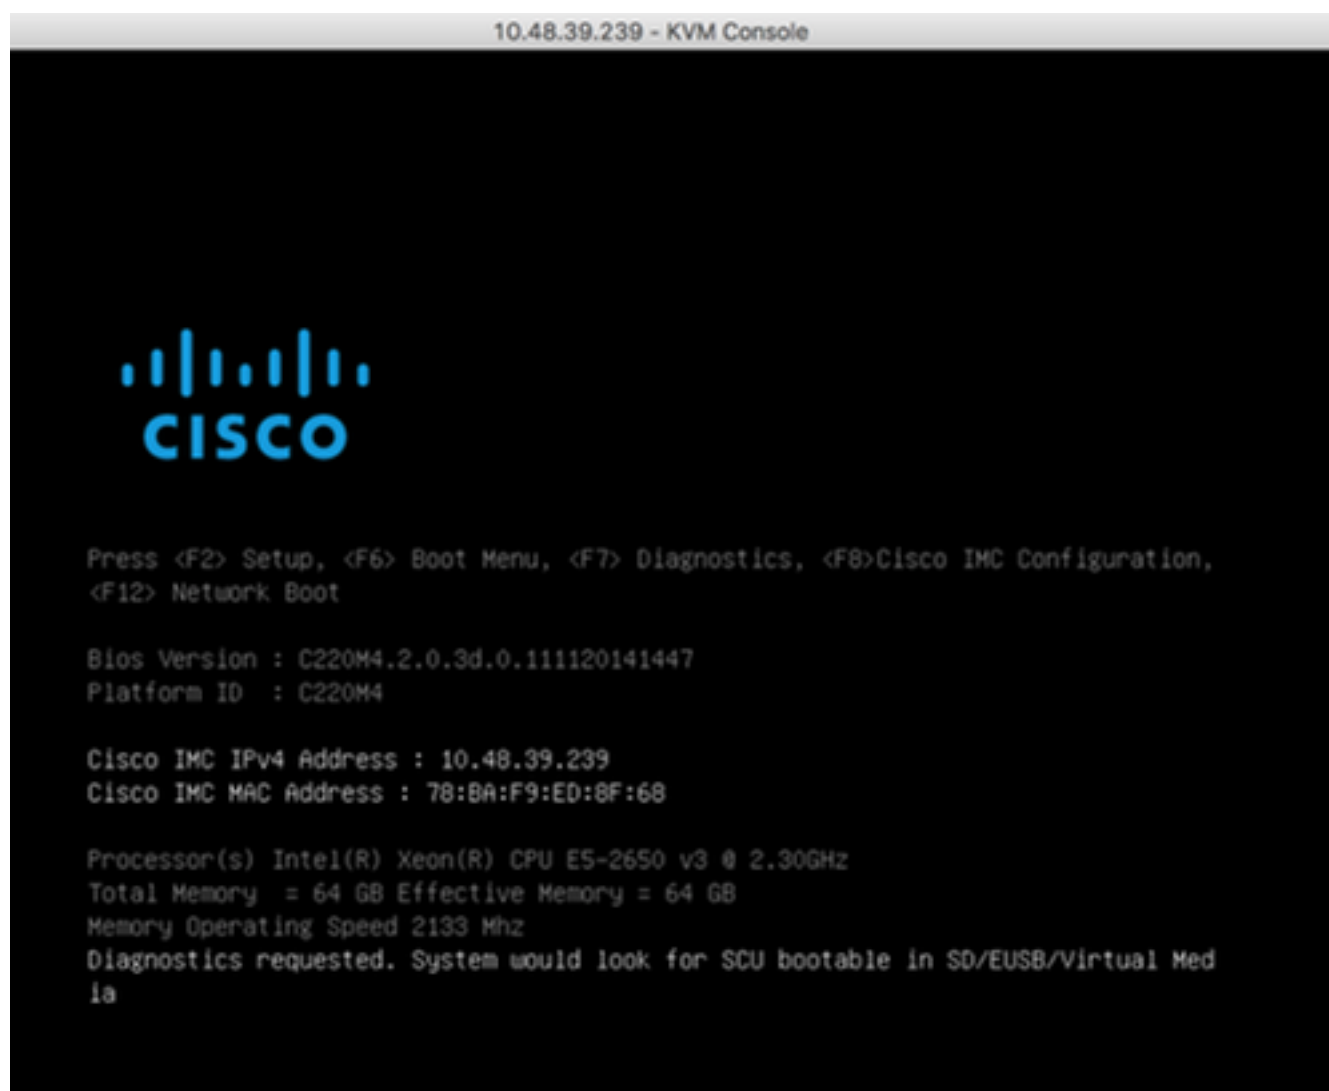 10.48.39.239 - KVM Console
CISCO
Press <F2> Setup, <F6> Boot Menu, <F7> Diagnostics, <F8>Cisco IMC Configuration,
<F12> Network Boot
Bios Version : C220M4.2.0.3d.0.111120141447
Platform ID  : C220M4
Cisco IMC IPv4 Address : 10.48.39.239
Cisco IMC MAC Address : 78:BA:F9:ED:8F:68
Processor(s) Intel(R) Xeon(R) CPU E5-2650 v3 @ 2.30GHz
Total Memory  = 64 GB Effective Memory = 64 GB
Memory Operating Speed 2133 Mhz
Diagnostics requested. System would look for SCU bootable in SD/EUSB/Virtual Med
ia